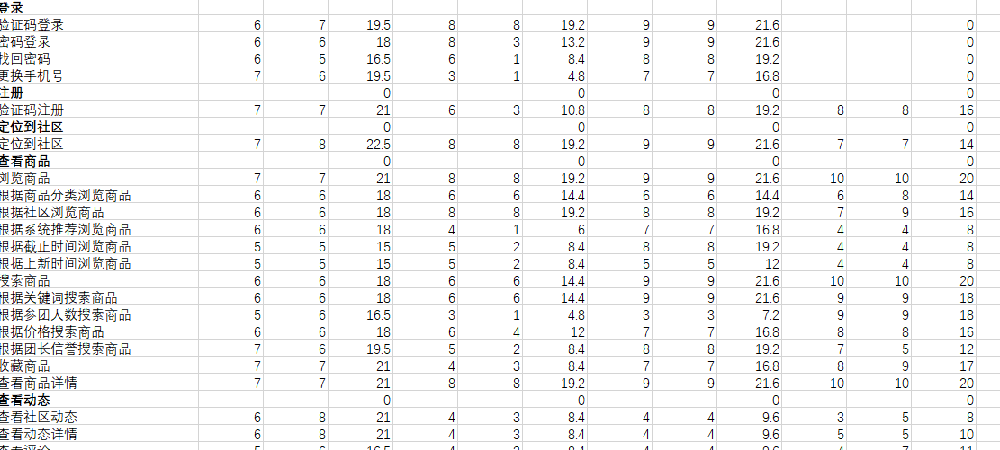 登录
验证码登录 6 7 19.5 8 8 19.2 9 9 21.6 0
密码登录 6 6 18 8 3 13.2 9 9 21.6 0
找回密码 6 5 16.5 6 1 8.4 8 8 19.2 0
更换手机号 7 6 19.5 3 1 4.8 7 7 16.8 0
注册 0 0 0 0
验证码注册 7 7 21 6 3 10.8 8 8 19.2 8 8 16
定位到社区 0 0 0 0
定位到社区 7 8 22.5 8 8 19.2 9 9 21.6 7 7 14
查看商品 0 0 0 0
浏览商品 7 7 21 8 8 19.2 9 9 21.6 10 10 20
根据商品分类浏览商品 6 6 18 6 6 14.4 6 6 14.4 6 8 14
根据社区浏览商品 6 6 18 8 8 19.2 8 8 19.2 7 9 16
根据系统推荐浏览商品 6 6 18 4 1 6 7 7 16.8 4 4 8
根据截止时间浏览商品 5 5 15 5 2 8.4 8 8 19.2 4 4 8
根据上新时间浏览商品 5 5 15 5 2 8.4 5 5 12 4 4 8
搜索商品 6 6 18 6 6 14.4 9 9 21.6 10 10 20
根据关键词搜索商品 6 6 18 6 6 14.4 9 9 21.6 9 9 18
根据参团人数搜索商品 5 6 16.5 3 1 4.8 3 3 7.2 9 9 18
根据价格搜索商品 6 6 18 6 4 12 7 7 16.8 8 8 16
根据团长信誉搜索商品 7 6 19.5 5 2 8.4 8 8 19.2 7 5 12
收藏商品 7 7 21 4 3 8.4 7 7 16.8 8 9 17
查看商品详情 7 7 21 8 8 19.2 9 9 21.6 10 10 20
查看动态 0 0 0 0
查看社区动态 6 8 21 4 3 8.4 4 4 9.6 3 5 8
查看动态详情 6 8 21 4 3 8.4 4 4 9.6 5 5 10
查看评论 5 6 16.5 4 3 8.4 4 4 9.6 4 7 11